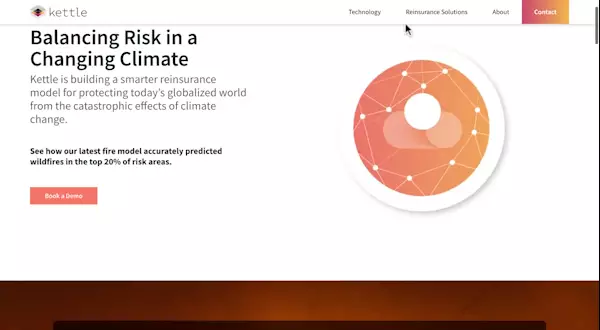 kettle
Technology
Reinsurance Solutions
About
Contact
Balancing Risk in a
Changing Climate
Kettle is building a smarter reinsurance
model for protecting today's globalized world
from the catastrophic effects of climate
change.
See how our latest fire model accurately predicted
wildfires in the top 20% of risk areas.
Book a Demo